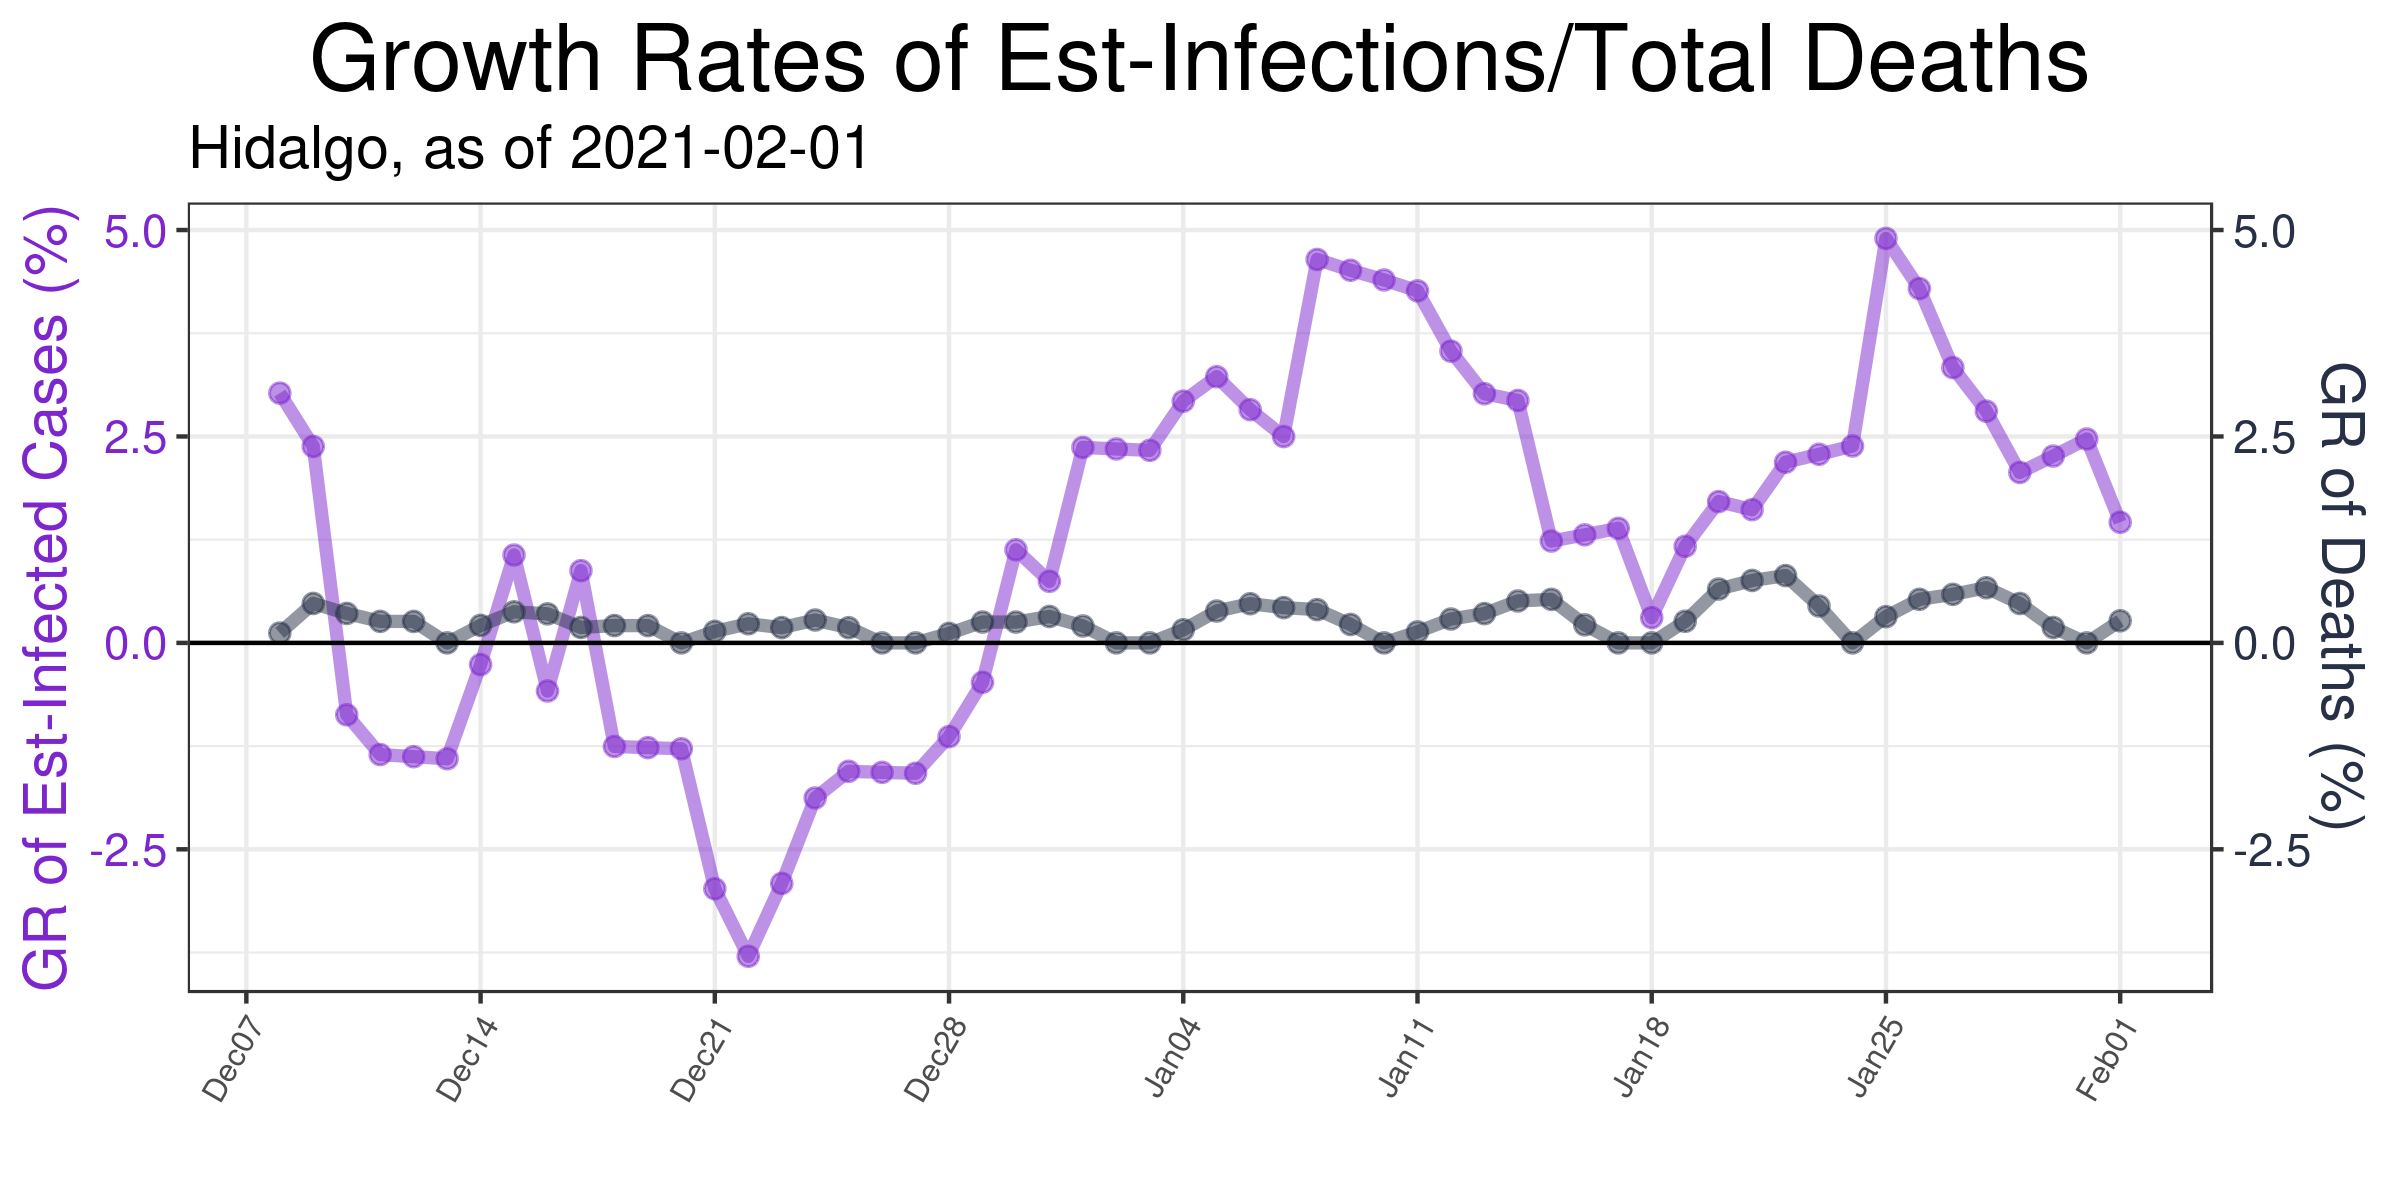 Growth Rates of Est-Infections/Total Deaths
Hidalgo, as of 2021-02-01
GR of Est-Infected Cases (%)
5.0
2.5
0.0
-2.5
5.0
2.5
0.0
-2.5
GR of Deaths (%)
Dec07
Dec14
Dec21
Dec28
Jan04
Jan11
Jan18
Jan25
Feb01